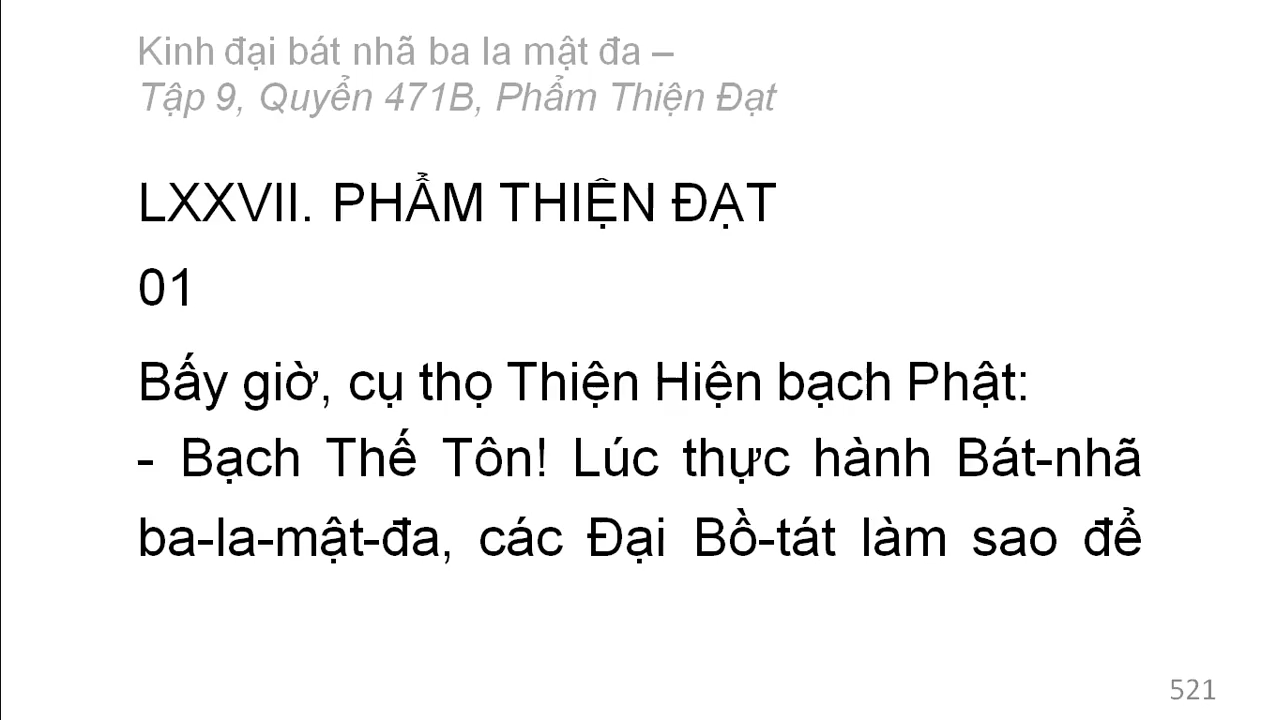 Kinh đại bát nhã ba la mật đa –
Tập 9, Quyển 471B, Phẩm Thiện Đạt
LXXVII. PHẨM THIỆN ĐẠT
01
Bấy giờ, cụ thọ Thiện Hiện bạch Phật:
- Bạch Thế Tôn! Lúc thực hành Bát-nhã
ba-la-mật-đa, các Đại Bồ-tát làm sao để
521